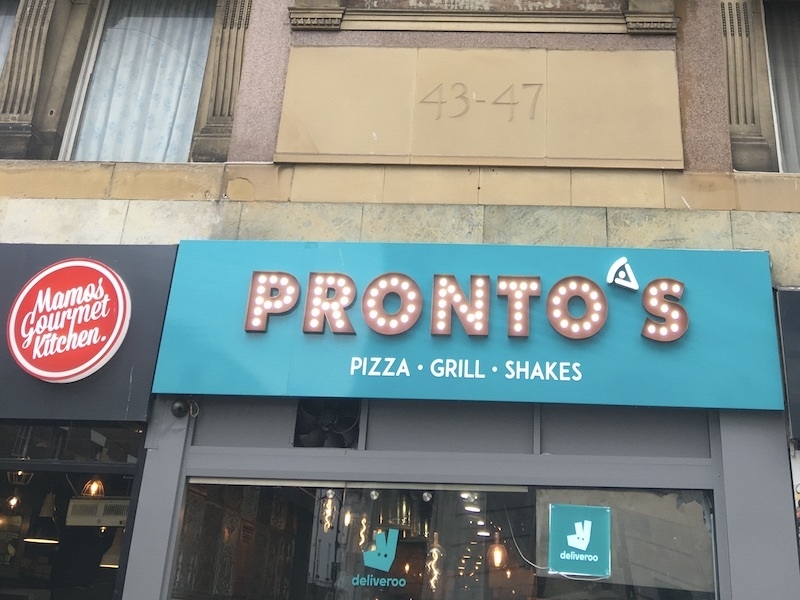 43-47
Mamos
Gourmet
Kitchen.
PRONTO'S
PIZZA • GRILL • SHAKES
deliveroo
deliveroo